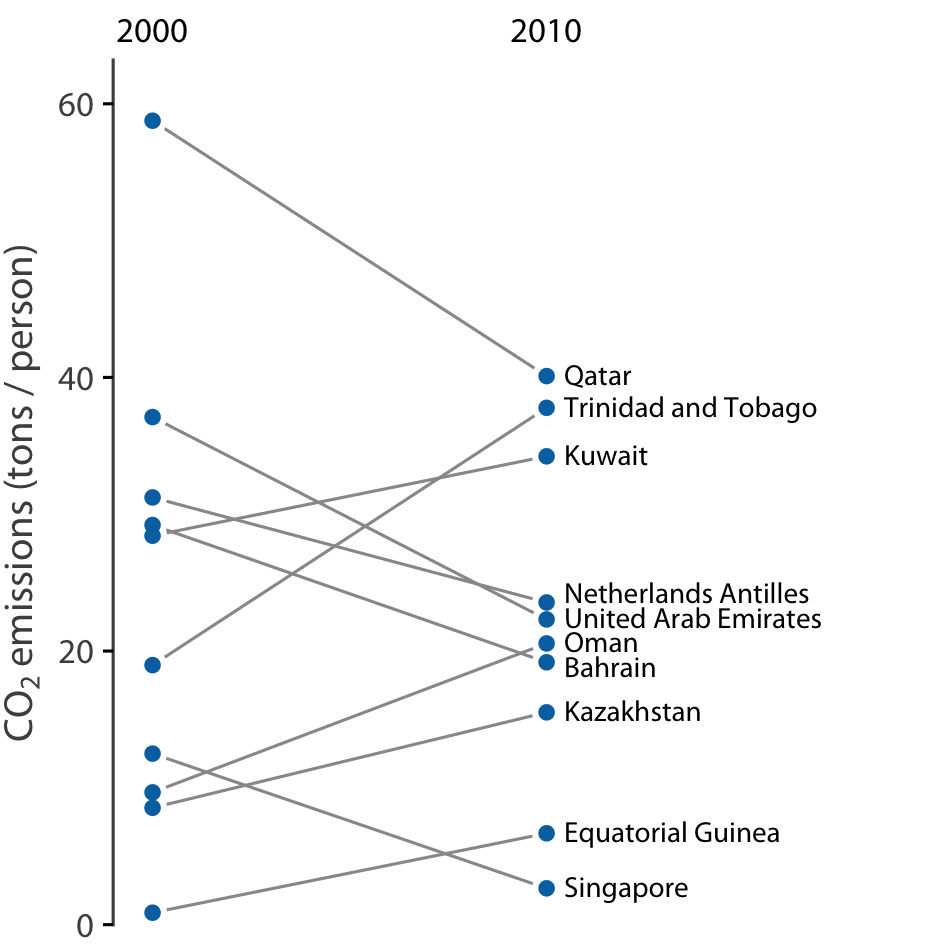 2000
2010
60
40
20
0
CO₂ emissions (tons / person)
Qatar
Trinidad and Tobago
Kuwait
Netherlands Antilles
United Arab Emirates
Oman
Bahrain
Kazakhstan
Equatorial Guinea
Singapore